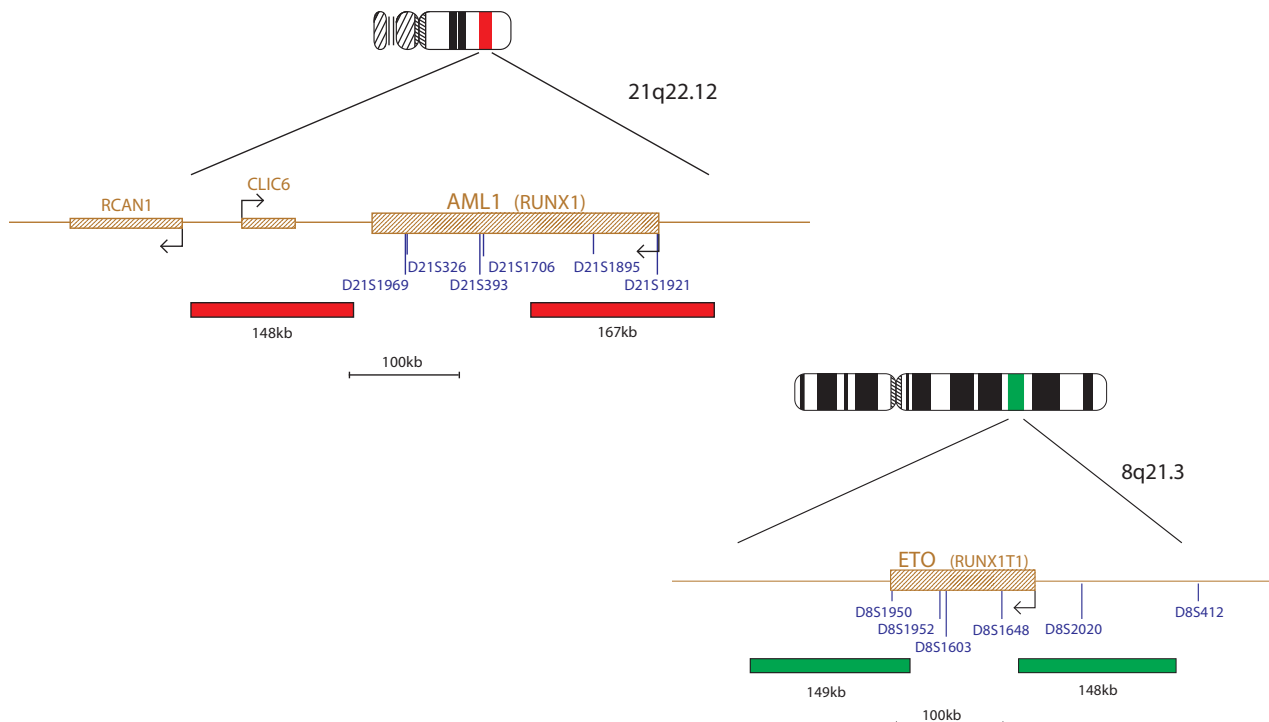 21q22.12
CLIC6
RCAN1
AML1 (RUNX1)
D21S326
D21S1706
D21S1895
D21S1969
D21S393
D21S1921
148kb
167kb
100kb
8q21.3
ETO (RUNX1T1)
D8S1950
D8S412
D8S1952
D8S1648
D8S2020
D8S1603
149kb
148kb
100kb